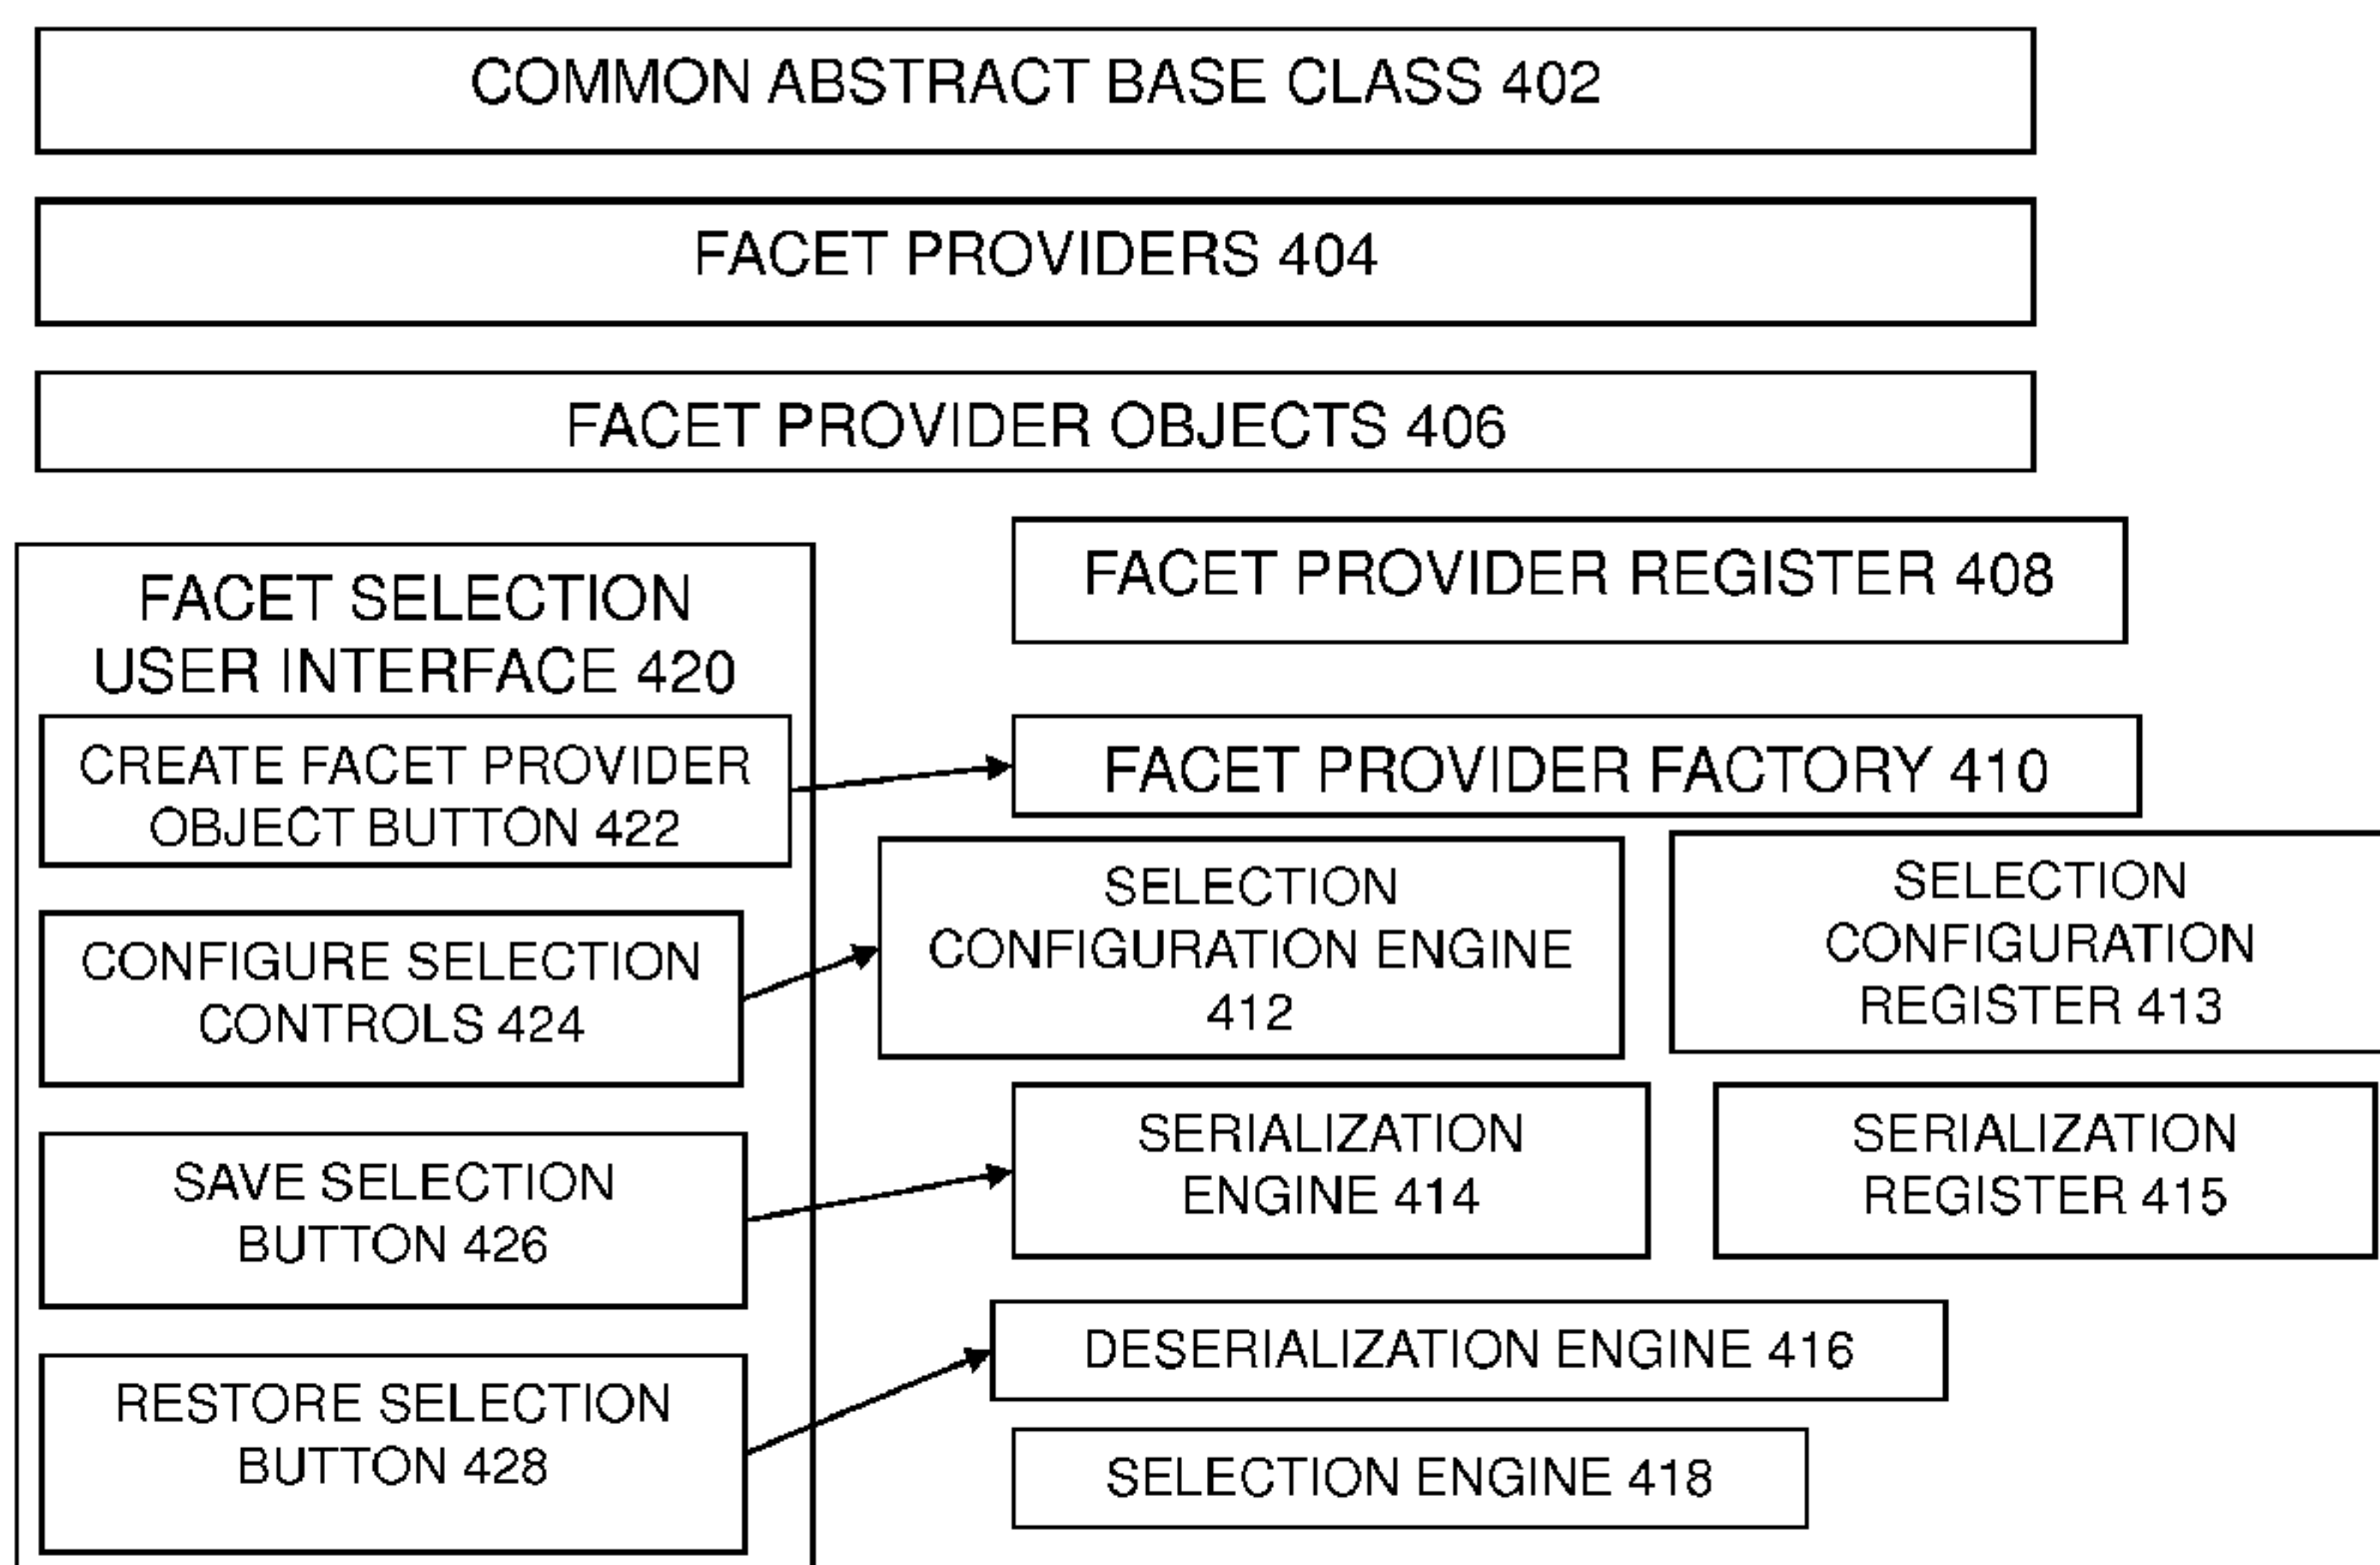 COMMON ABSTRACT BASE CLASS 402
FACET PROVIDERS 404
FACET PROVIDER OBJECTS 406
FACET SELECTION
USER INTERFACE 420
CREATE FACET PROVIDER
OBJECT BUTTON 422
CONFIGURE SELECTION
CONTROLS 424
SAVE SELECTION
BUTTON 426
RESTORE SELECTION
BUTTON 428
FACET PROVIDER REGISTER 408
FACET PROVIDER FACTORY 410
SELECTION
CONFIGURATION ENGINE
412
SELECTION
CONFIGURATION
REGISTER 413
SERIALIZATION
ENGINE 414
SERIALIZATION
REGISTER 415
DESERIALIZATION ENGINE 416
SELECTION ENGINE 418